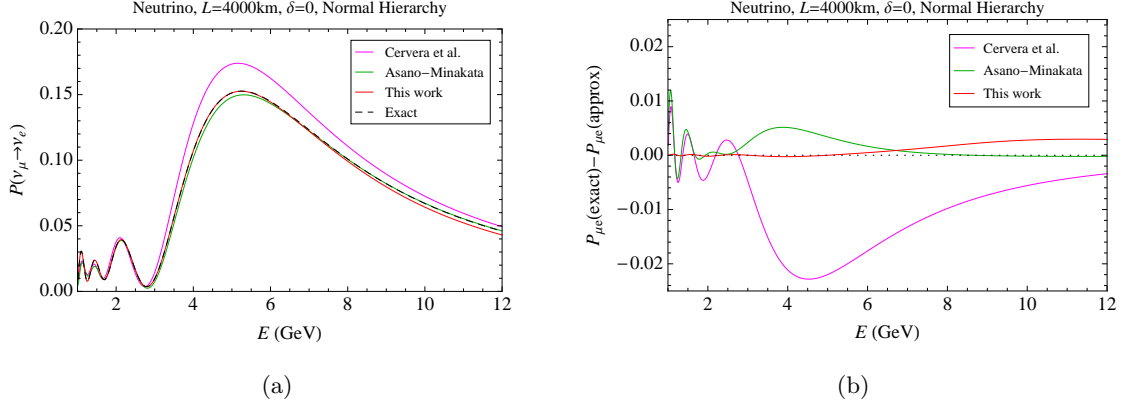 Neutrino, L=4000km, δ=0, Normal Hierarchy
0.20
0.15
0.10
0.05
0.00
P(ν_μ→ν_e)
Cervera et al.
Asano−Minakata
This work
Exact
2 4 6 8 10 12
E (GeV)
(a)
Neutrino, L=4000km, δ=0, Normal Hierarchy
0.02
0.01
0.00
−0.01
−0.02
P_μe(exact)−P_μe(approx)
Cervera et al.
Asano−Minakata
This work
2 4 6 8 10 12
E (GeV)
(b)